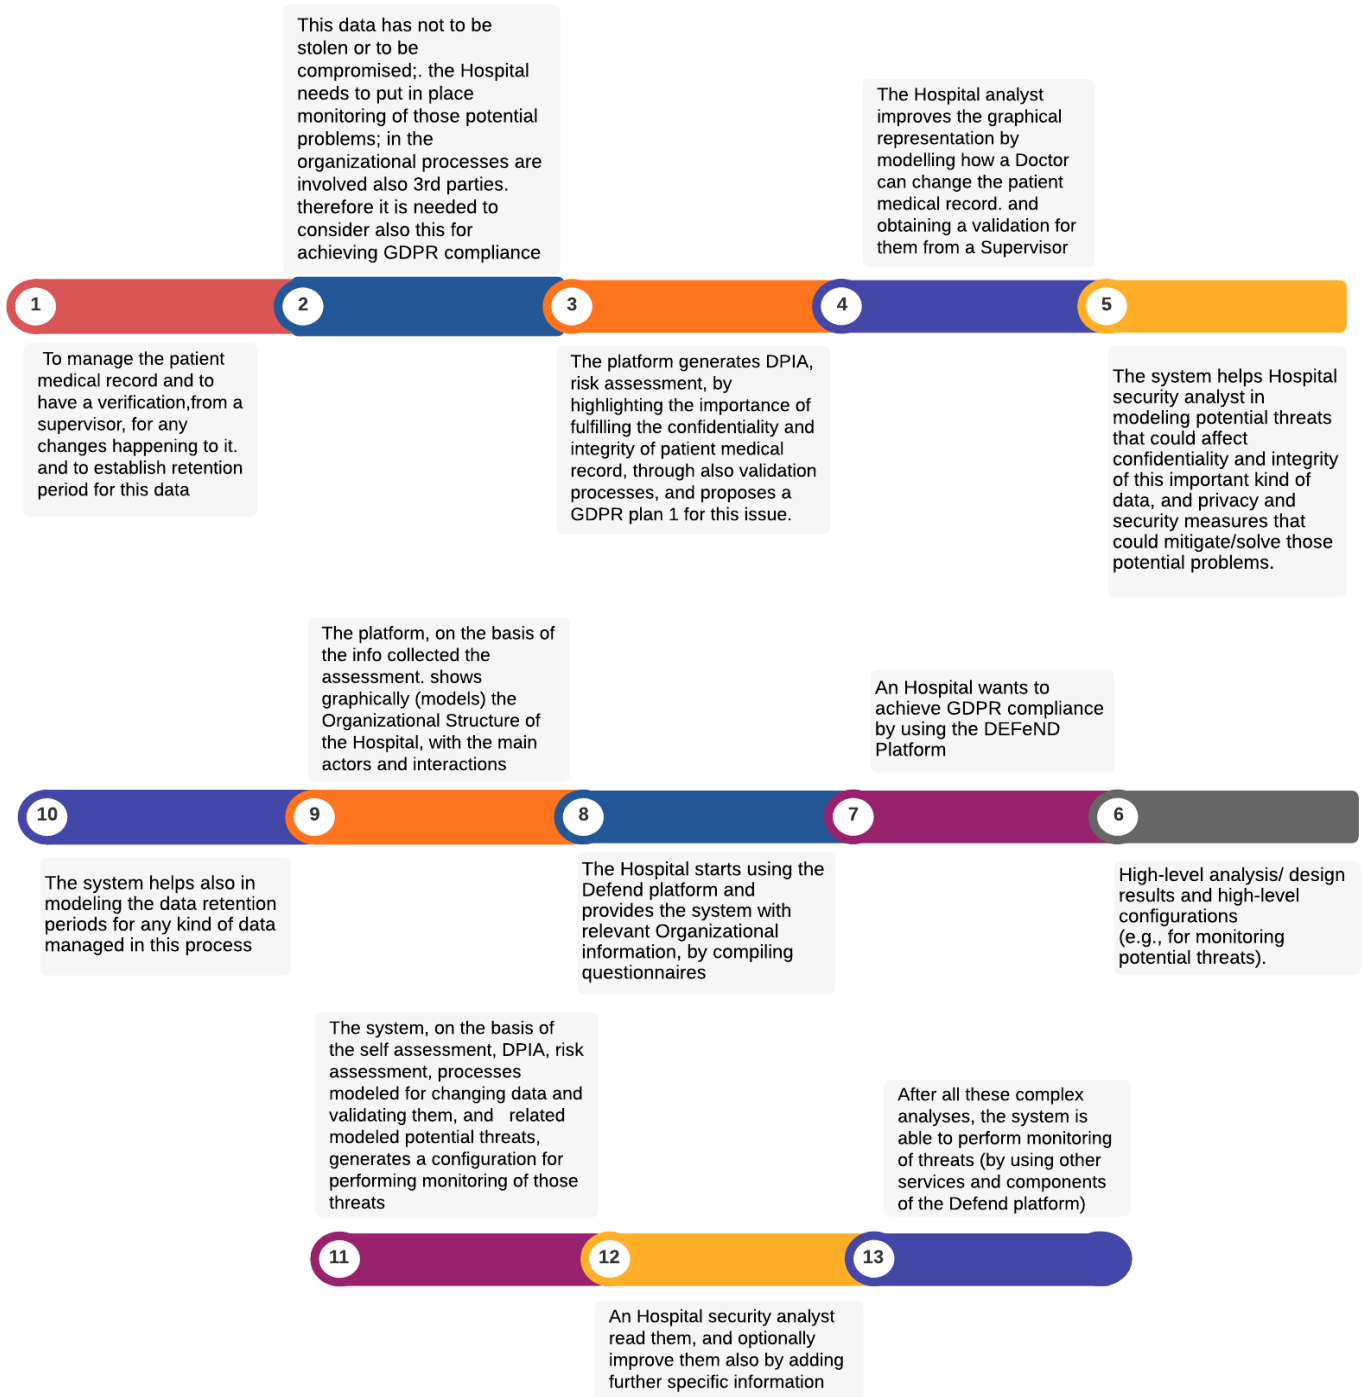 This data has not to be
stolen or to be
compromised;. the Hospital
needs to put in place
monitoring of those potential
problems; in the
organizational processes are
involved also 3rd parties.
therefore it is needed to
consider also this for
achieving GDPR compliance
The Hospital analyst
improves the graphical
representation by
modelling how a Doctor
can change the patient
medical record. and
obtaining a validation for
them from a Supervisor
1
2
3
4
5
To manage the patient
medical record and to
have a verification,from a
supervisor, for any
changes happening to it.
and to establish retention
period for this data
The platform generates DPIA,
risk assessment, by
highlighting the importance of
fulfilling the confidentiality and
integrity of patient medical
record, through also validation
processes, and proposes a
GDPR plan 1 for this issue.
The system helps Hospital
security analyst in
modeling potential threats
that could affect
confidentiality and integrity
of this important kind of
data, and privacy and
security measures that
could mitigate/solve those
potential problems.
The platform, on the basis of
the info collected the
assessment. shows
graphically (models) the
Organizational Structure of
the Hospital, with the main
actors and interactions
An Hospital wants to
achieve GDPR compliance
by using the DEFeND
Platform
10
9
8
7
6
The system helps also in
modeling the data retention
periods for any kind of data
managed in this process
The Hospital starts using the
Defend platform and
provides the system with
relevant Organizational
information, by compiling
questionnaires
High-level analysis/ design
results and high-level
configurations
(e.g., for monitoring
potential threats).
The system, on the basis of
the self assessment, DPIA, risk
assessment, processes
modeled for changing data and
validating them, and related
modeled potential threats,
generates a configuration for
performing monitoring of those
threats
After all these complex
analyses, the system is
able to perform monitoring
of threats (by using other
services and components
of the Defend platform)
11
12
13
An Hospital security analyst
read them, and optionally
improve them also by adding
further specific information